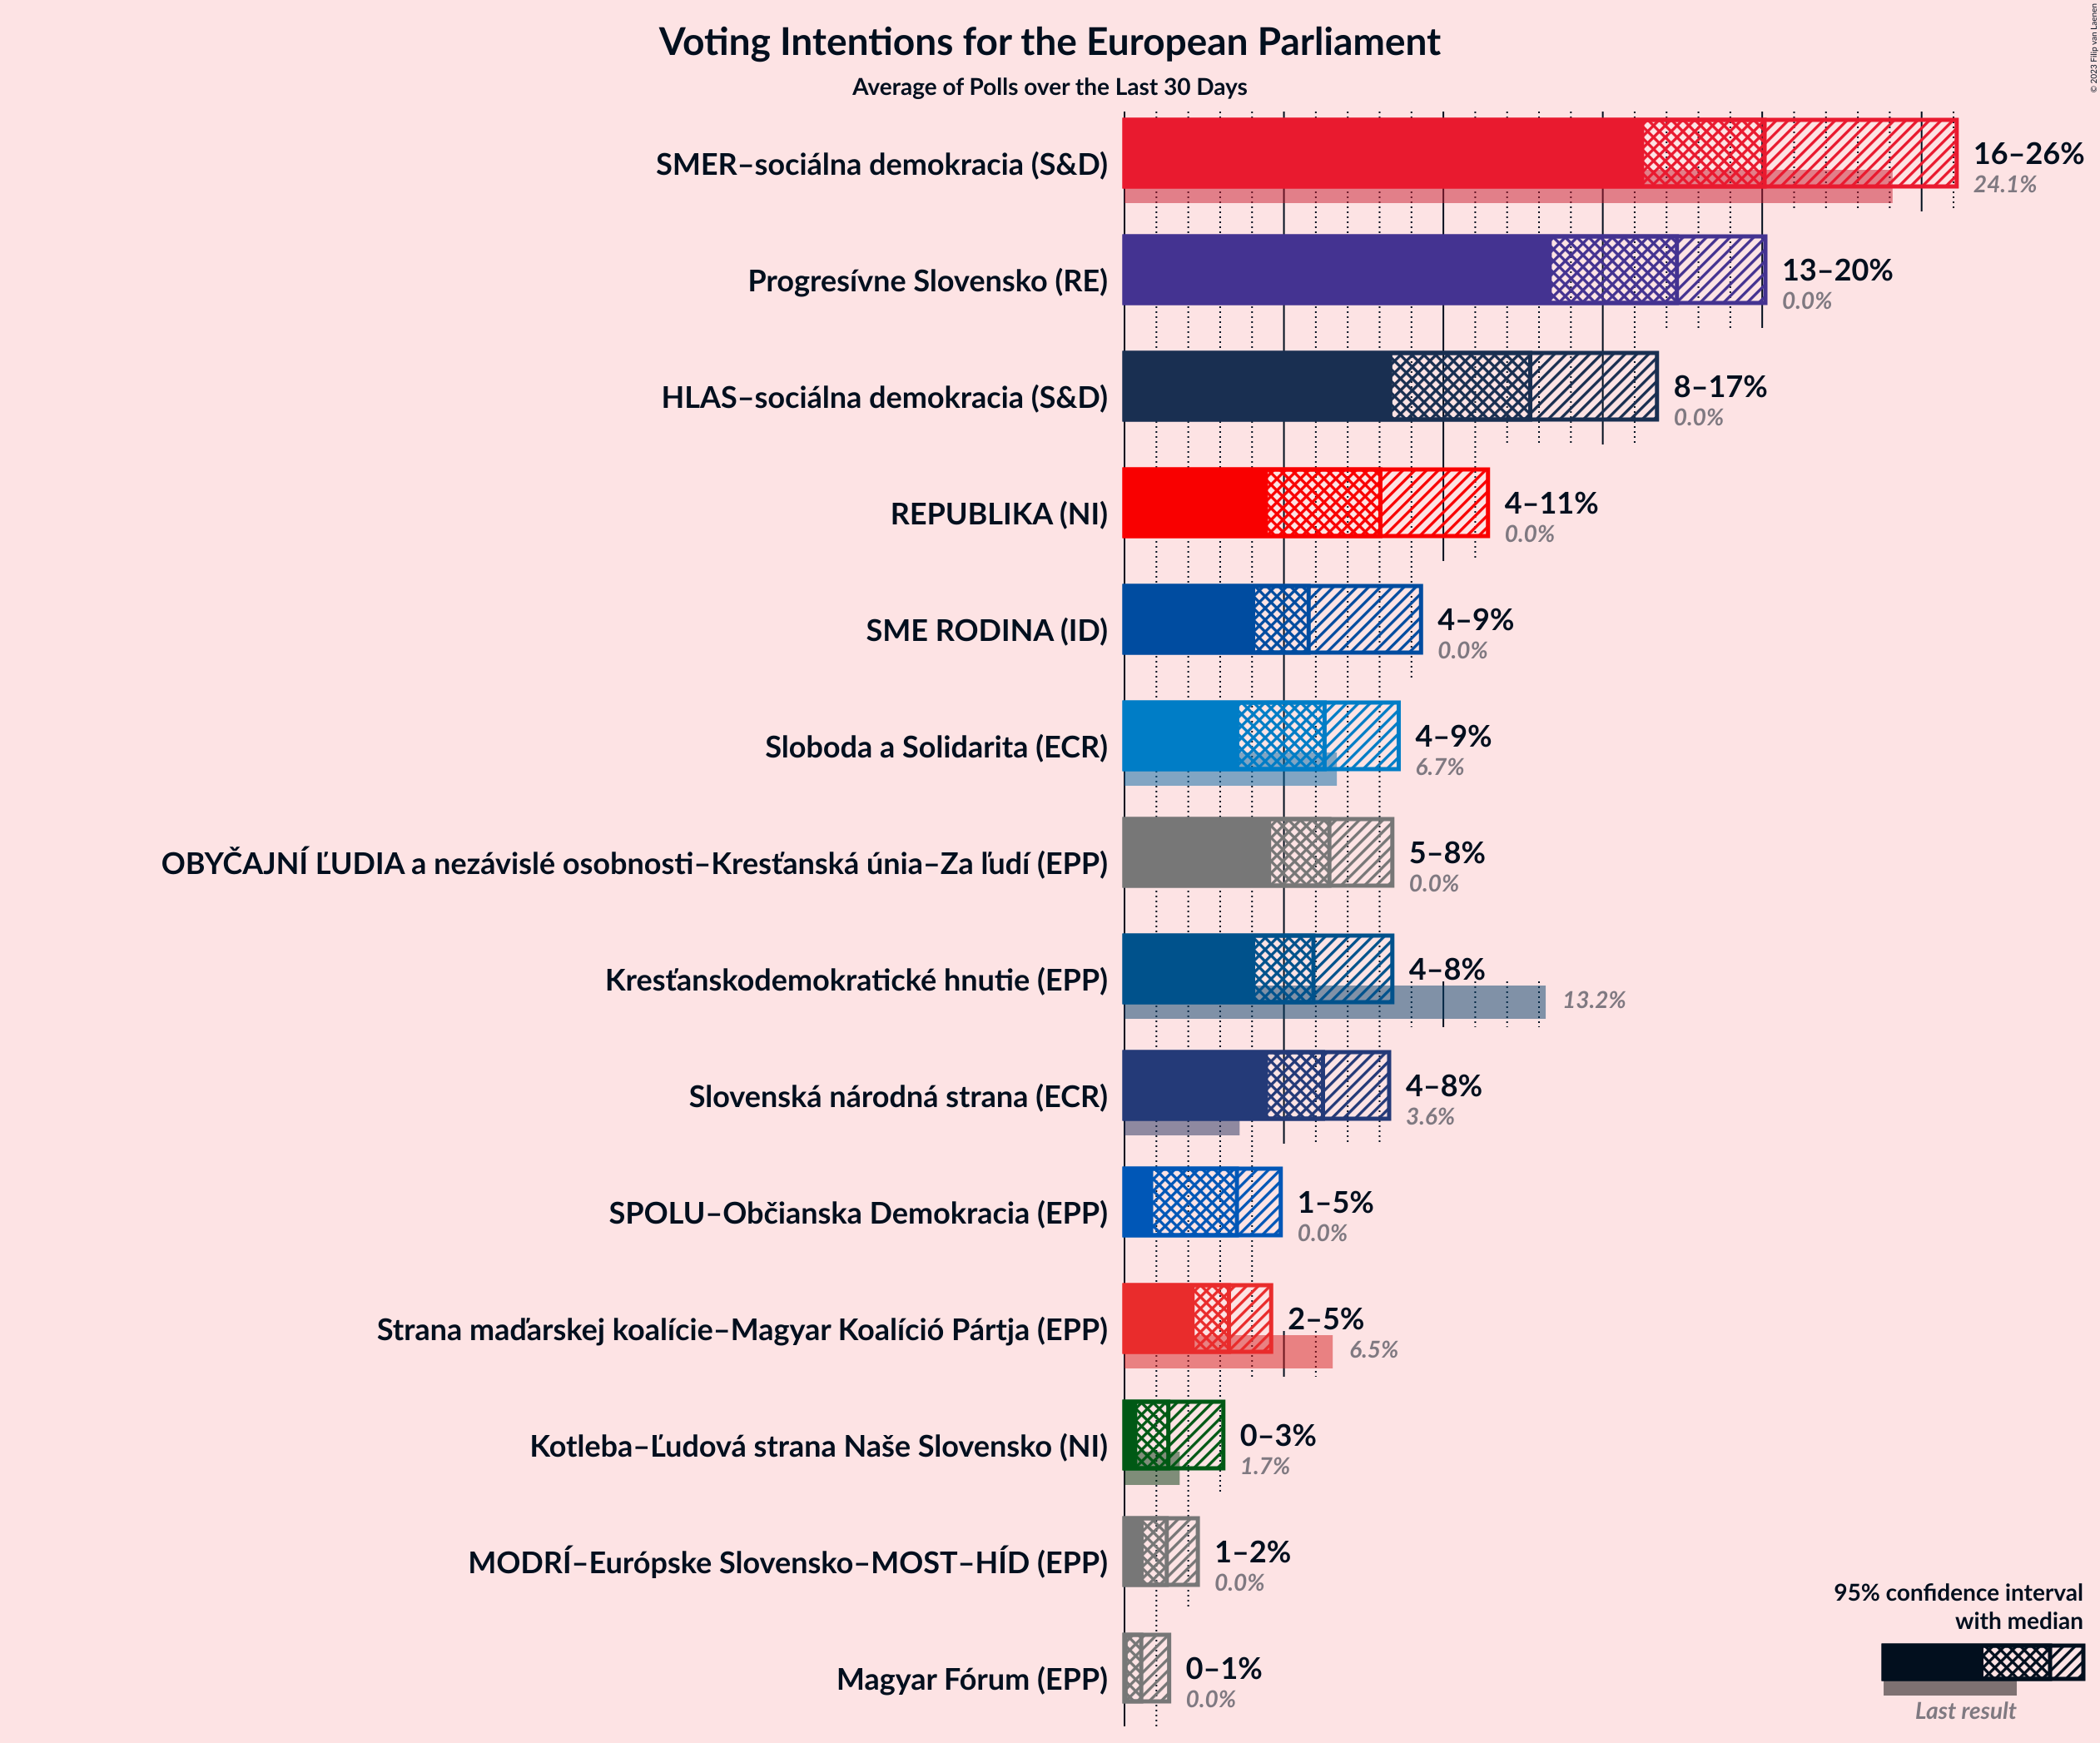 Voting Intentions for the European Parliament
Average of Polls over the Last 30 Days
© 2023 Filip van Laenen
SMER–sociálna demokracia (S&D)
16–26%
24.1%
Progresívne Slovensko (RE)
13–20%
0.0%
HLAS–sociálna demokracia (S&D)
8–17%
0.0%
REPUBLIKA (NI)
4–11%
0.0%
SME RODINA (ID)
4–9%
0.0%
Sloboda a Solidarita (ECR)
4–9%
6.7%
OBYČAJNÍ ĽUDIA a nezávislé osobnosti–Kresťanská únia–Za ľudí (EPP)
5–8%
0.0%
Kresťanskodemokratické hnutie (EPP)
4–8%
13.2%
Slovenská národná strana (ECR)
4–8%
3.6%
SPOLU–Občianska Demokracia (EPP)
1–5%
0.0%
Strana maďarskej koalície–Magyar Koalíció Pártja (EPP)
2–5%
6.5%
Kotleba–Ľudová strana Naše Slovensko (NI)
0–3%
1.7%
MODRÍ–Európske Slovensko–MOST–HÍD (EPP)
1–2%
0.0%
Magyar Fórum (EPP)
0–1%
0.0%
95% confidence interval
with median
Last result